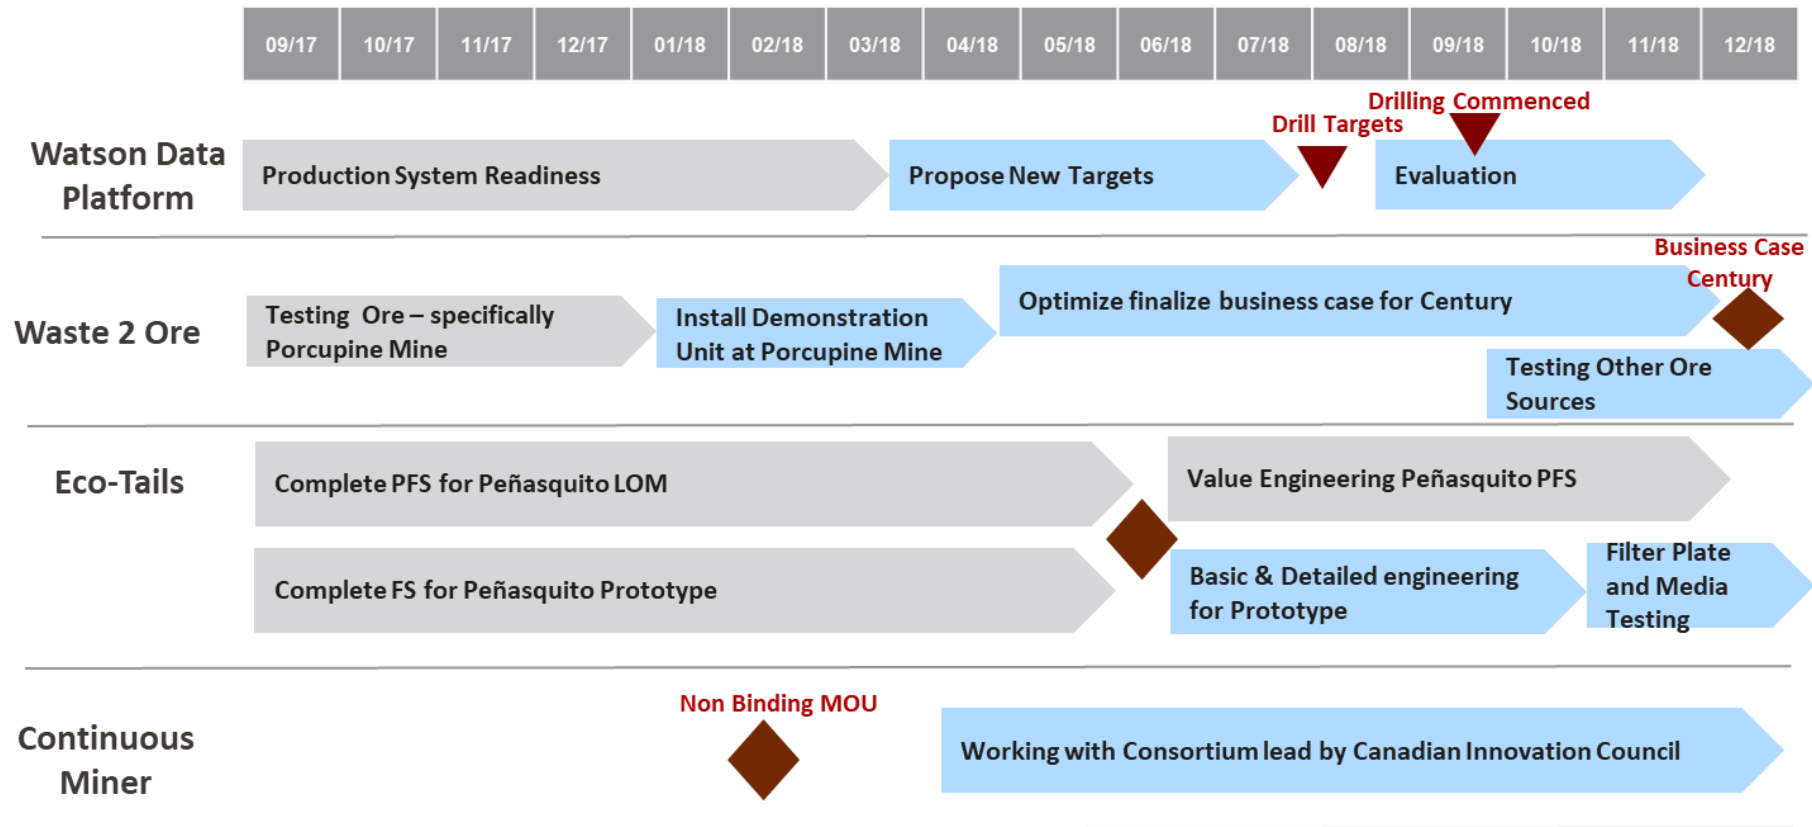 09/17 10/17 11/17 12/17 01/18 02/18 03/18 04/18 05/18 06/18 07/18 08/18 09/18 10/18 11/18 12/18
Drilling Commenced
Drill Targets
Watson Data
Platform
Production System Readiness
Propose New Targets
Evaluation
Business Case
Century
Waste 2 Ore
Testing Ore – specifically
Porcupine Mine
Install Demonstration
Unit at Porcupine Mine
Optimize finalize business case for Century
Testing Other Ore
Sources
Eco-Tails
Complete PFS for Peñasquito LOM
Value Engineering Peñasquito PFS
Complete FS for Peñasquito Prototype
Basic & Detailed engineering
for Prototype
Filter Plate
and Media
Testing
Continuous
Miner
Non Binding MOU
Working with Consortium lead by Canadian Innovation Council